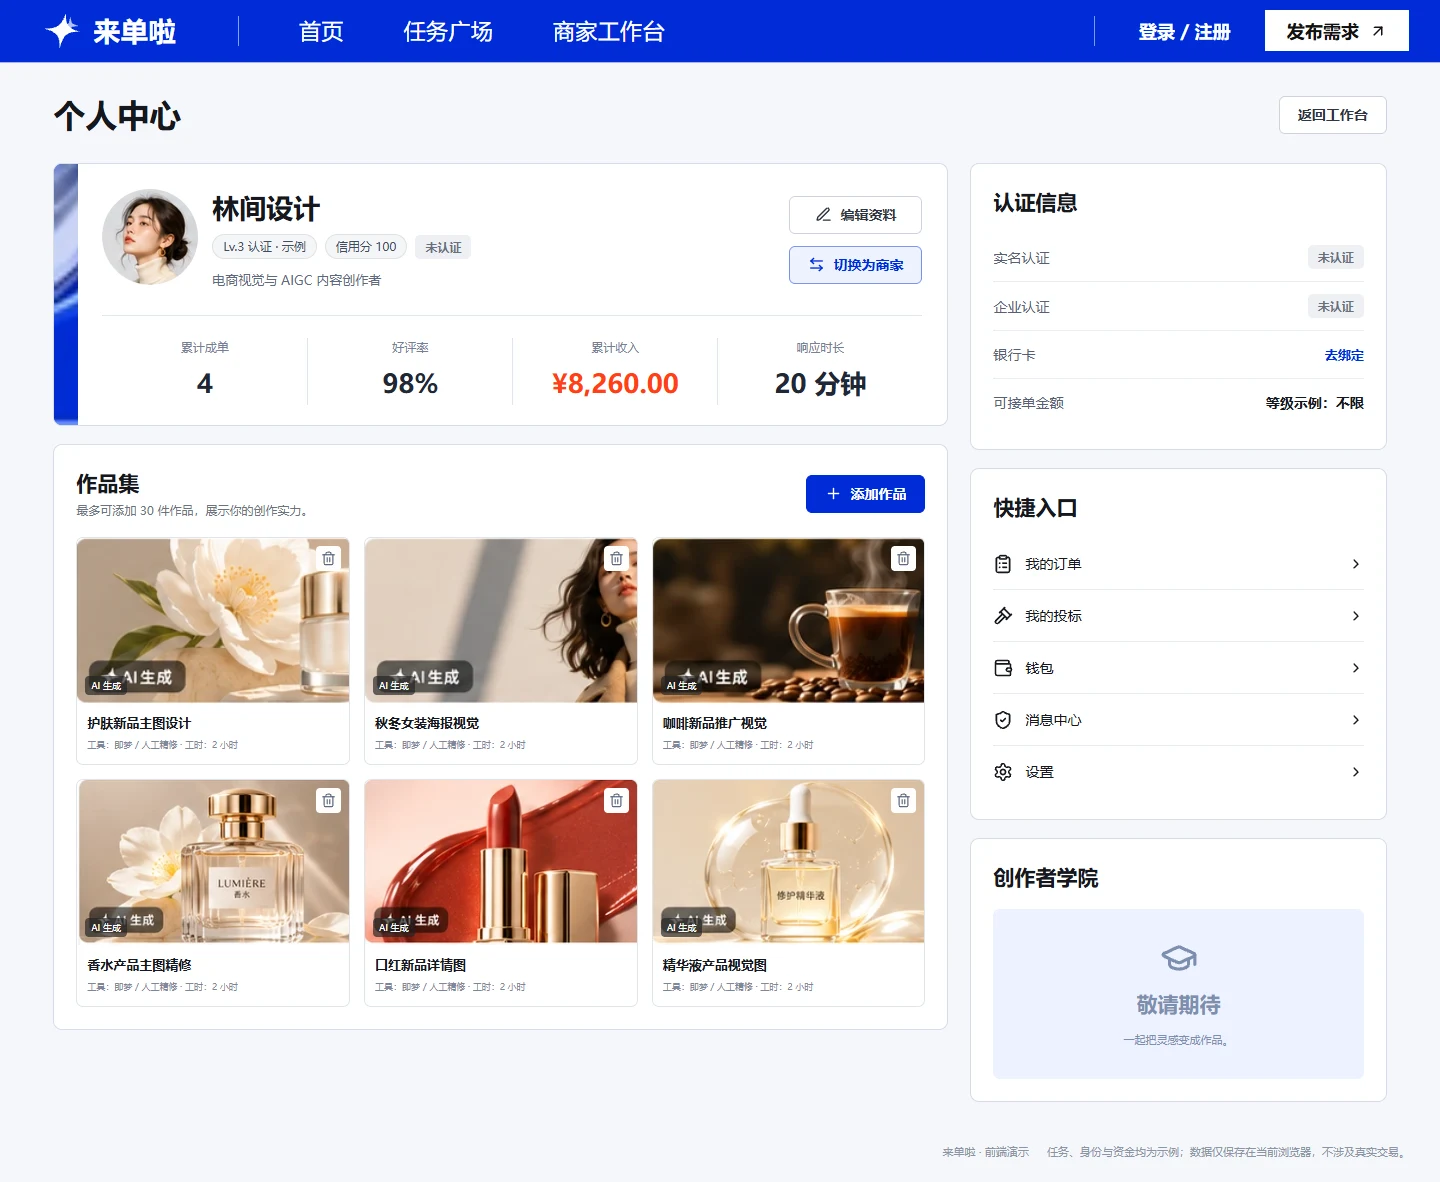 来单啦
首页
任务广场
商家工作台
登录 / 注册
发布需求
个人中心
返回工作台
林间设计
Lv.3 认证 · 示例
信用分 100
未认证
电商视觉与 AIGC 内容创作者
编辑资料
切换为商家
累计成单
4
好评率
98%
累计收入
¥8,260.00
响应时长
20 分钟
作品集
最多可添加 30 件作品，展示你的创作实力。
添加作品
AI 生成
AI 生成
护肤新品主图设计
工具：即梦 / 人工精修 · 工时：2 小时
AI 生成
AI 生成
秋冬女装海报视觉
工具：即梦 / 人工精修 · 工时：2 小时
AI 生成
AI 生成
咖啡新品推广视觉
工具：即梦 / 人工精修 · 工时：2 小时
LUMIÈRE
香水
AI 生成
AI 生成
香水产品主图精修
工具：即梦 / 人工精修 · 工时：2 小时
AI 生成
AI 生成
口红新品详情图
工具：即梦 / 人工精修 · 工时：2 小时
修护精华液
AI 生成
AI 生成
精华液产品视觉图
工具：即梦 / 人工精修 · 工时：2 小时
认证信息
实名认证
未认证
企业认证
未认证
银行卡
去绑定
可接单金额
等级示例：不限
快捷入口
我的订单
我的投标
钱包
消息中心
设置
创作者学院
敬请期待
一起把灵感变成作品。
来单啦 · 前端演示
任务、身份与资金均为示例；数据仅保存在当前浏览器，不涉及真实交易。